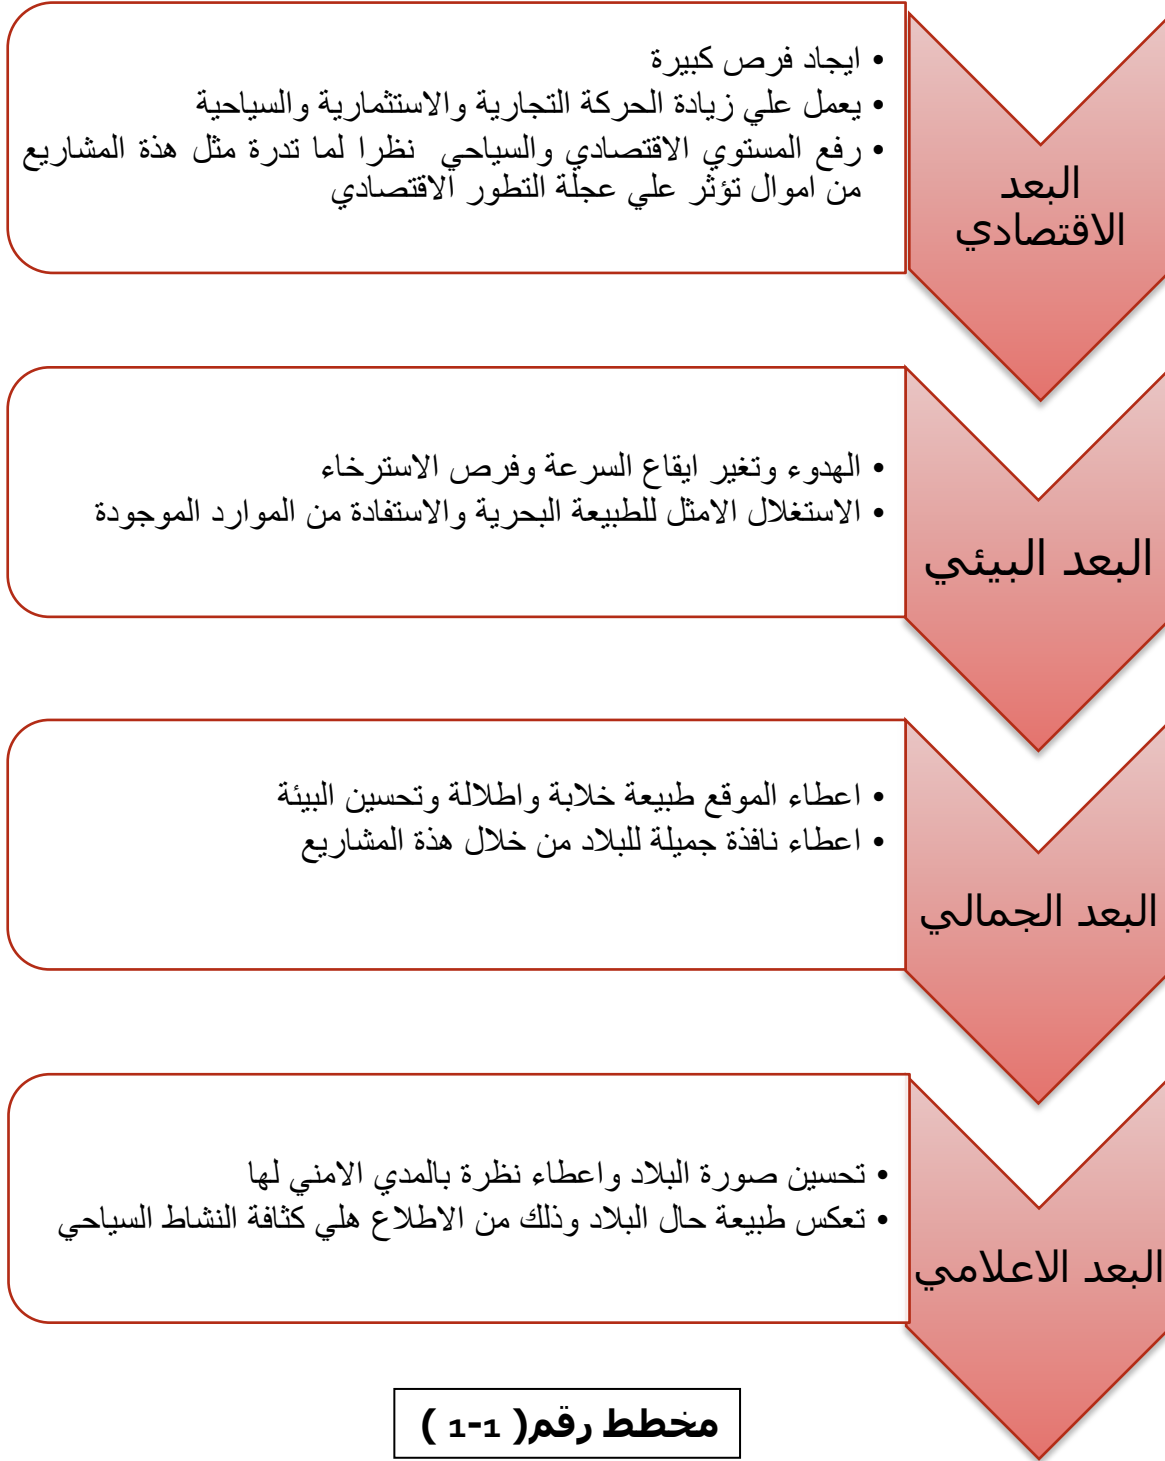 البعد
الاقتصادي
• ايجاد فرص كبيرة
• يعمل علي زيادة الحركة التجارية والاستثمارية والسياحية
• رفع المستوي الاقتصادي والسياحي نظرا لما تدرة مثل هذة المشاريع
من اموال تؤثر علي عجلة التطور الاقتصادي
البعد البيئي
• الهدوء وتغير ايقاع السرعة وفرص الاسترخاء
• الاستغلال الامثل للطبيعة البحرية والاستفادة من الموارد الموجودة
البعد الجمالي
• اعطاء الموقع طبيعة خلابة واطلالة وتحسين البيئة
• اعطاء نافذة جميلة للبلاد من خلال هذة المشاريع
البعد الاعلامي
• تحسين صورة البلاد واعطاء نظرة بالمدي الامني لها
• تعكس طبيعة حال البلاد وذلك من الاطلاع هلي كثافة النشاط السياحي
مخطط رقم( 1-1 )